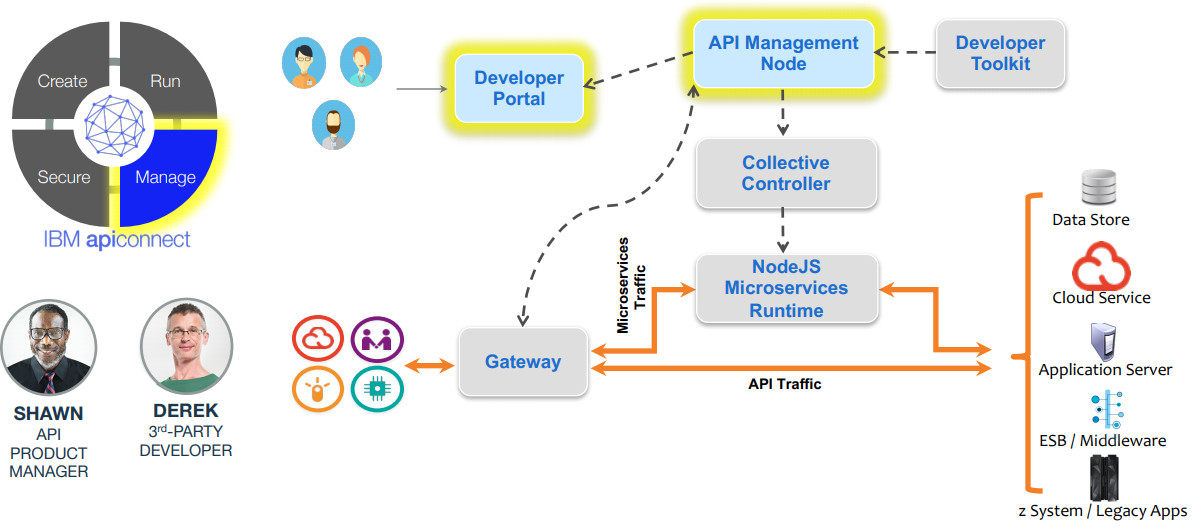 Create
Run
Secure
Manage
IBM apiconnect
SHAWN
API
PRODUCT
MANAGER
DEREK
3rd-PARTY
DEVELOPER
Developer
Portal
API Management
Node
Developer
Toolkit
Collective
Controller
NodeJS
Microservices
Runtime
Microservices
Traffic
Gateway
API Traffic
Data Store
Cloud Service
Application Server
ESB / Middleware
z System / Legacy Apps